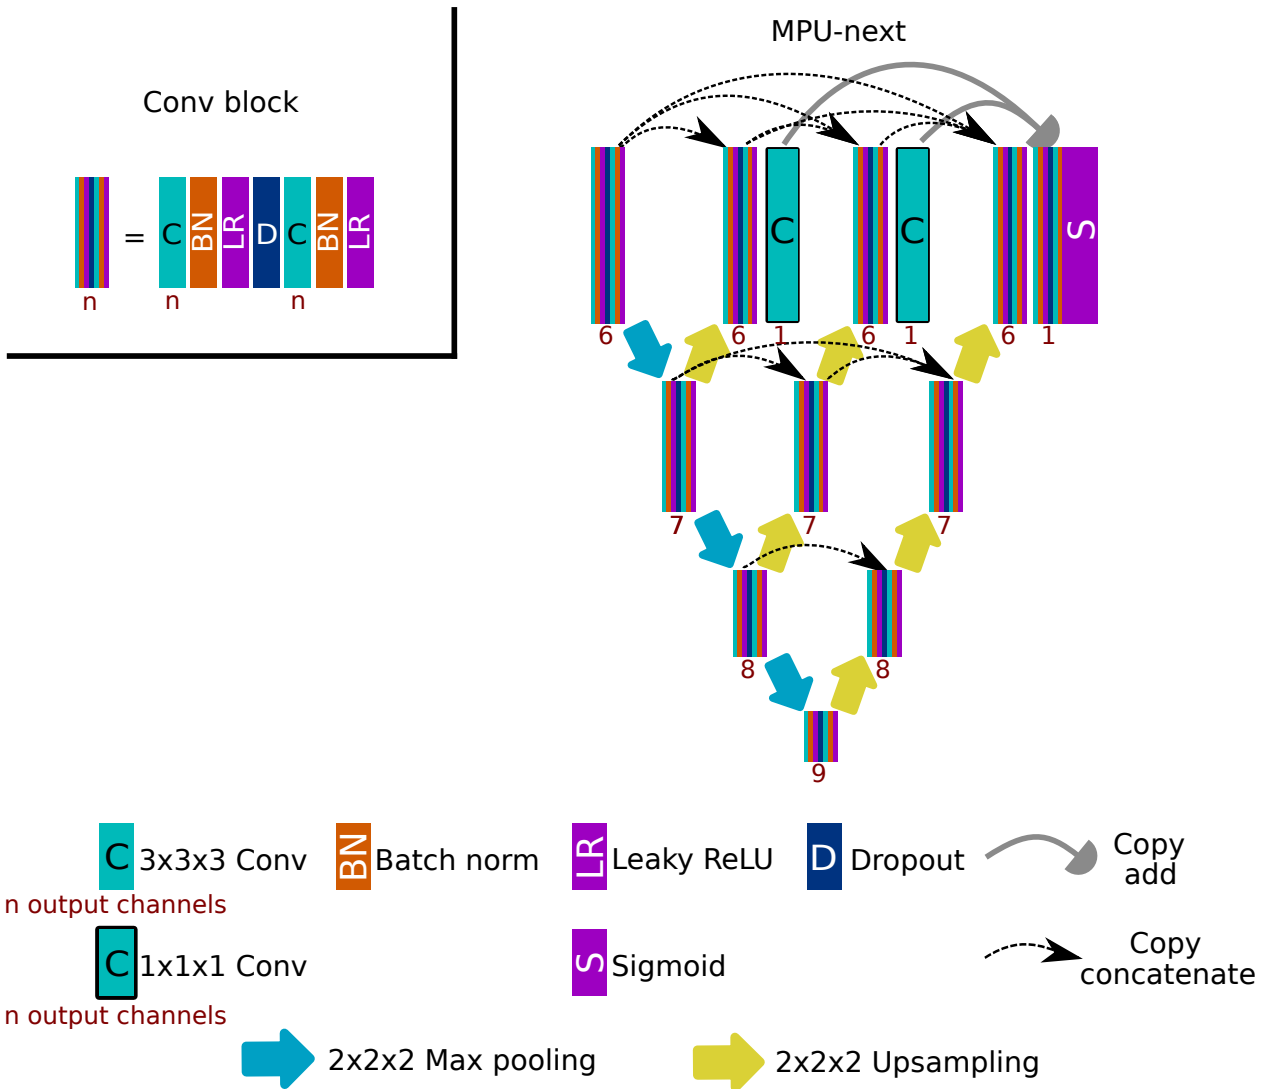 MPU-next
Conv block
= C BN LR D C BN LR
n n n
C C S
6 6 1 6 1 6 1
7 7 7
8 8
9
C 3x3x3 Conv BN Batch norm LR Leaky ReLU D Dropout Copy
add
n output channels
C 1x1x1 Conv S Sigmoid Copy
concatenate
n output channels
2x2x2 Max pooling 2x2x2 Upsampling